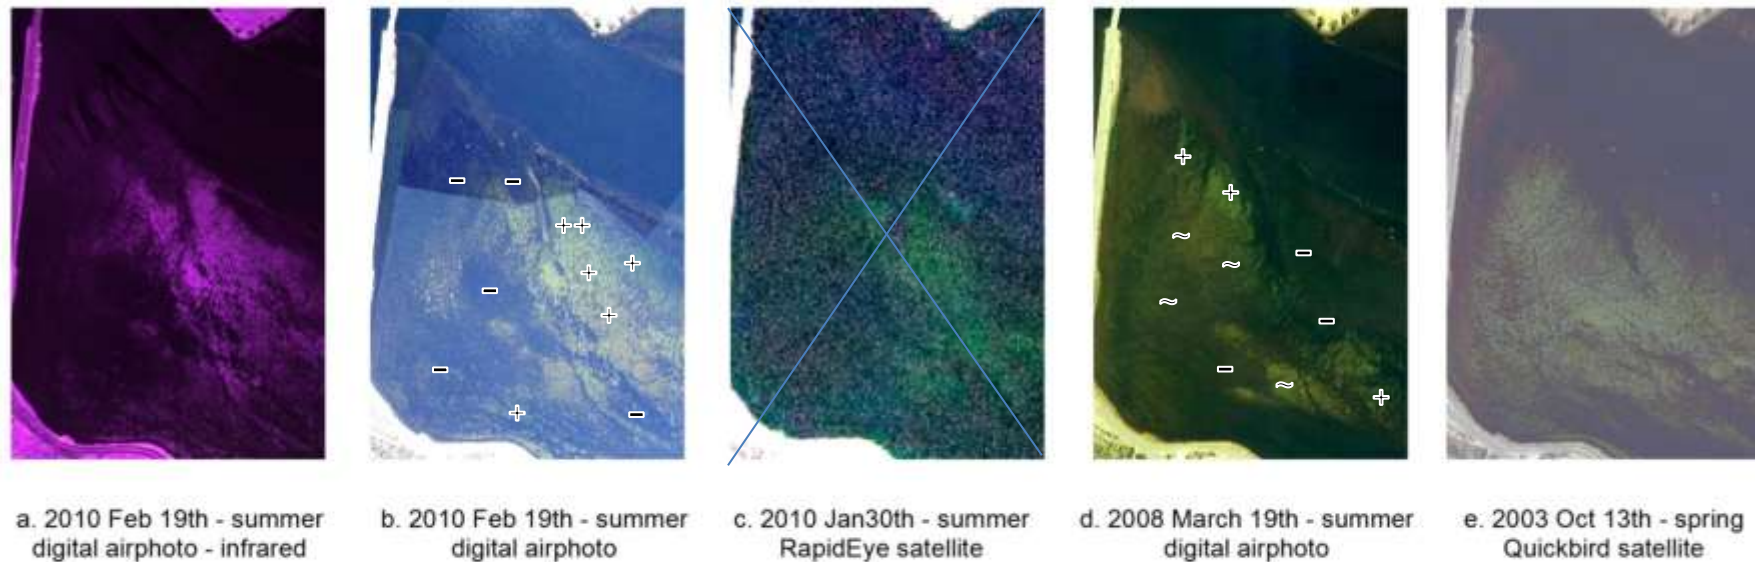 a. 2010 Feb 19th - summer
digital airphoto - infrared
b. 2010 Feb 19th - summer
digital airphoto
c. 2010 Jan30th - summer
RapidEye satellite
d. 2008 March 19th - summer
digital airphoto
e. 2003 Oct 13th - spring
Quickbird satellite